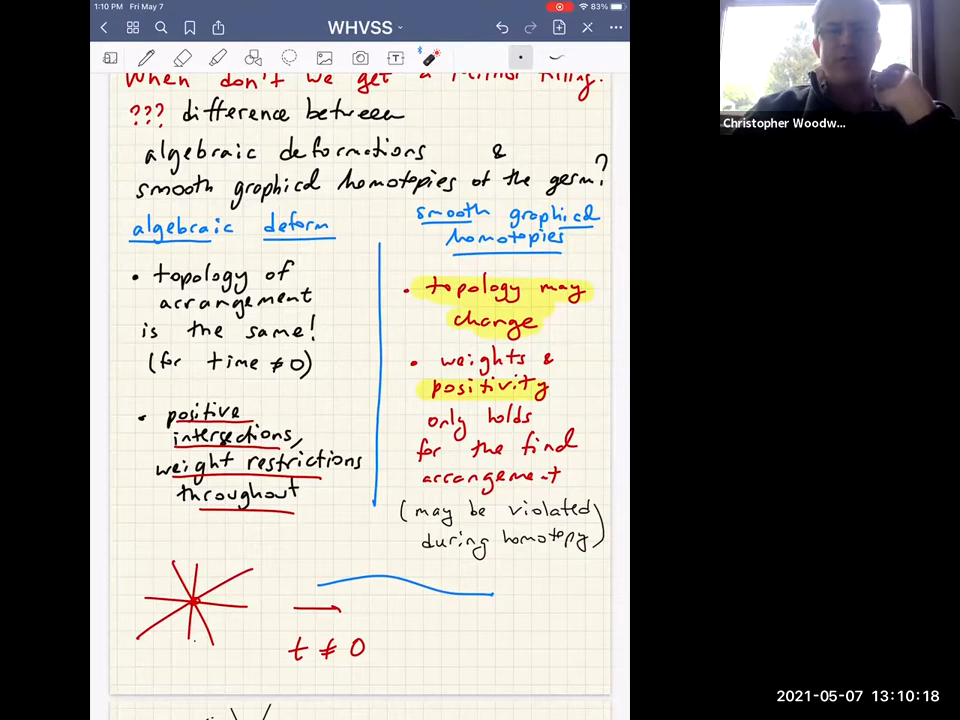 1:10 PM Fri May 7
83%
WHVSS
When don't we get a Milnor filling?
??? difference between
algebraic deformations &
smooth graphical homotopies of the germ?
algebraic deform
• topology of
arrangement
is the same!
(for time ≠ 0)
• positive
intersections,
weight restrictions
throughout
smooth graphical
homotopies
• topology may
change
• weights &
positivity
only holds
for the final
arrangement
(may be violated
during homotopy)
t ≠ 0
Christopher Woodw...
2021-05-07 13:10:18